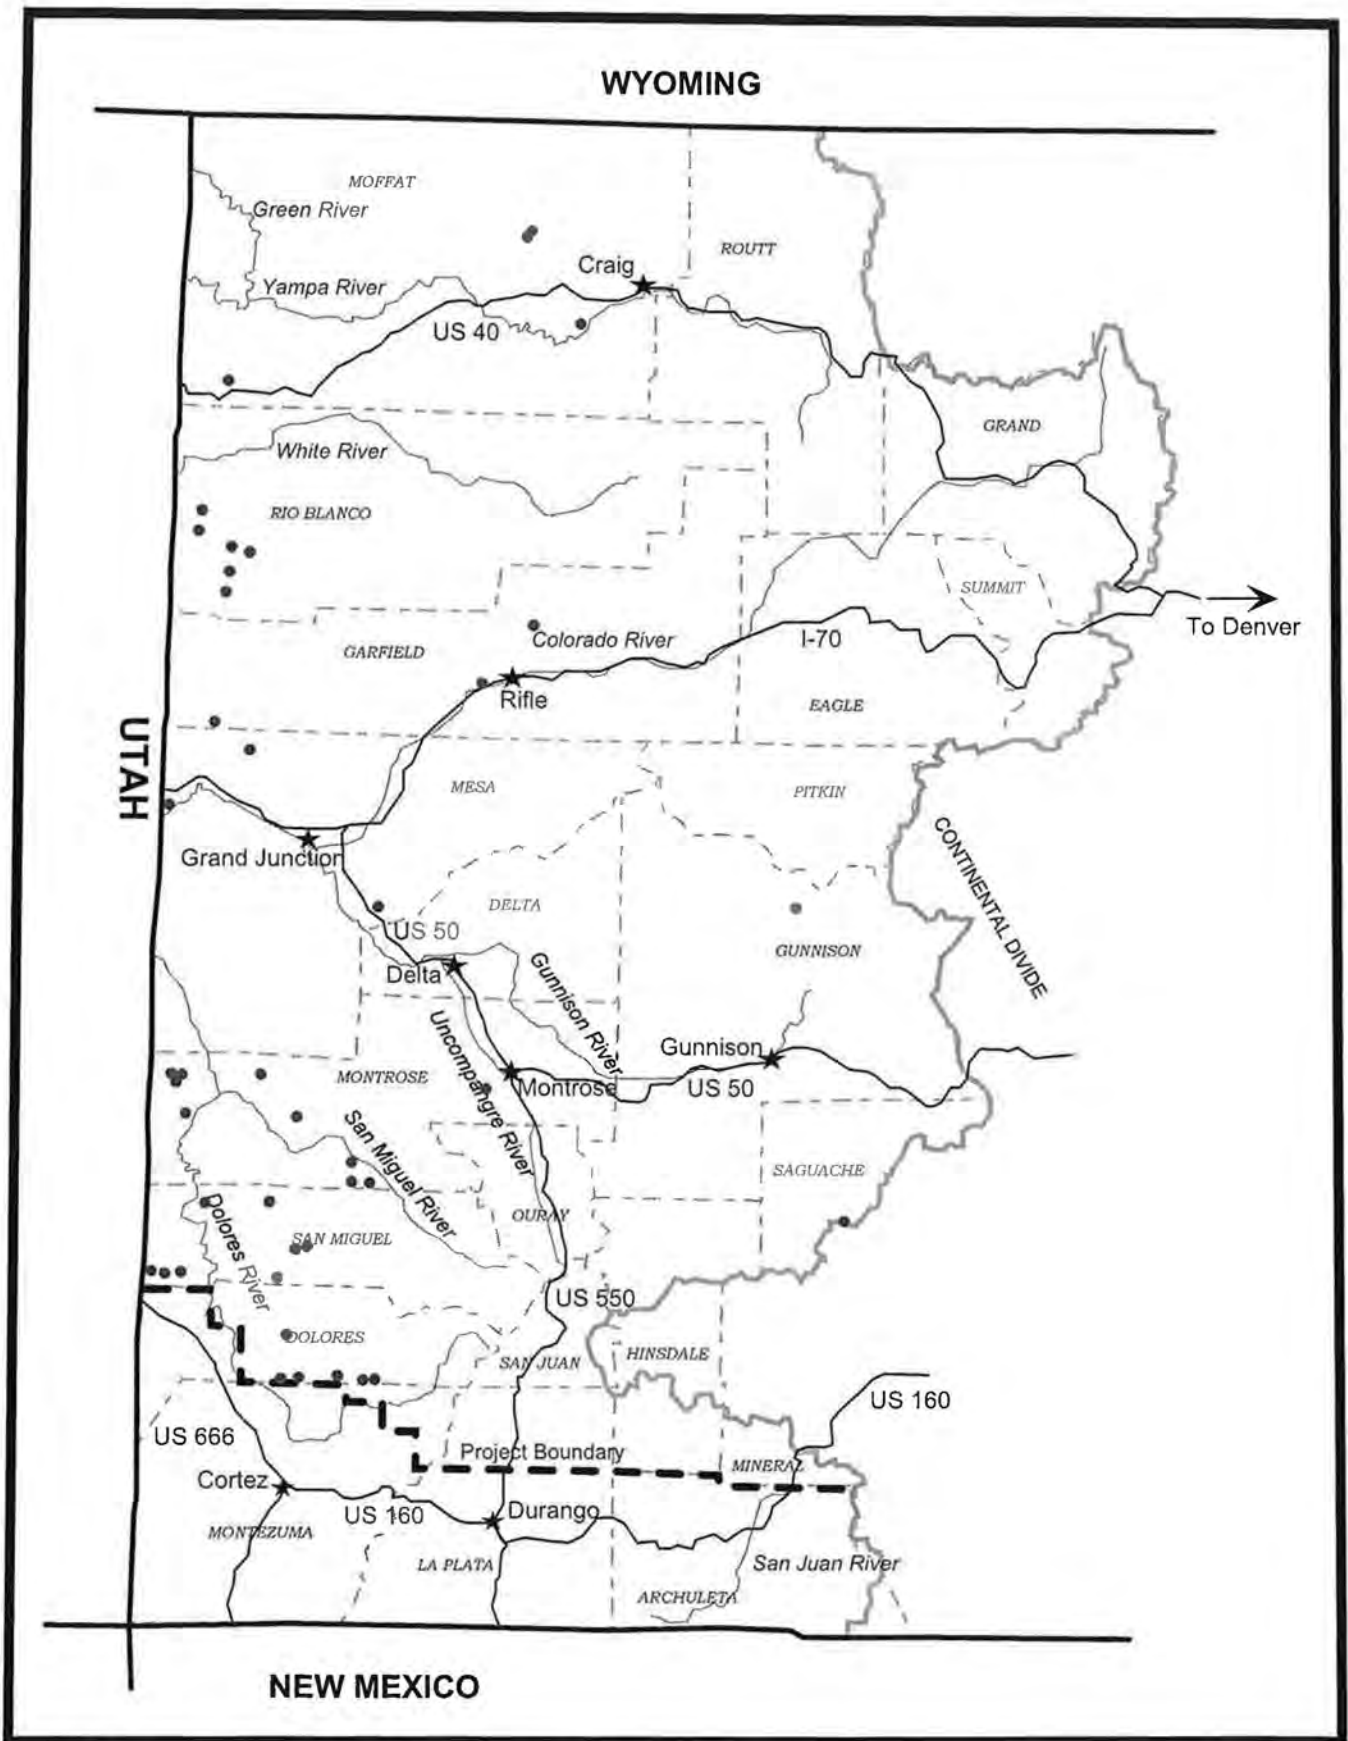 WYOMING
MOFFAT
Green River
ROUTT
Craig
Yampa River
US 40
GRAND
White River
RIO BLANCO
SUMMIT
To Denver
Colorado River
I-70
GARFIELD
Rifle
EAGLE
UTAH
MESA
PITKIN
Grand Junction
CONTINENTAL DIVIDE
DELTA
US 50
GUNNISON
Delta
Gunnison River
Uncompangre River
Gunnison
MONTROSE
Montrose
US 50
San Miguel River
SAGUACHE
Dolores River
OURAY
SAN MIGUEL
US 550
DOLORES
SAN JUAN
HINSDALE
US 160
US 666
Project Boundary
MINERAL
Cortez
US 160
Durango
MONTEZUMA
LA PLATA
San Juan River
ARCHULETA
NEW MEXICO